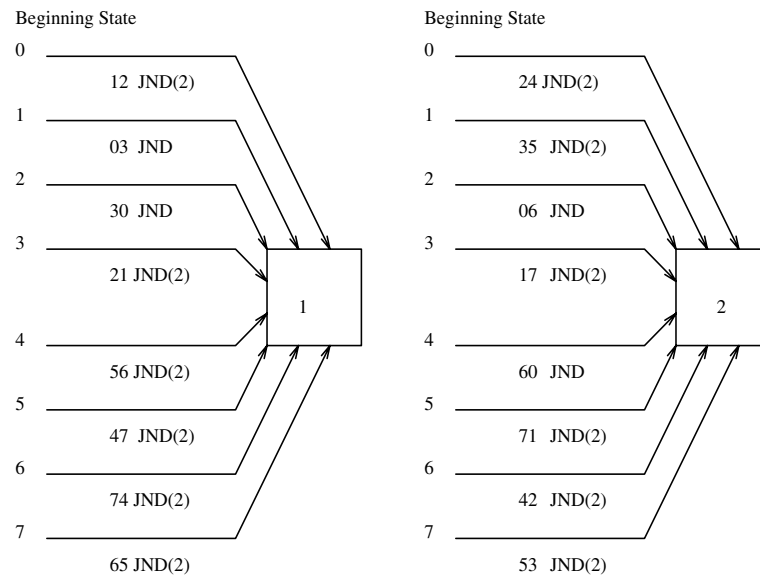 Beginning State
0
12 JND(2)
1
03 JND
2
30 JND
3
21 JND(2)
1
4
56 JND(2)
5
47 JND(2)
6
74 JND(2)
7
65 JND(2)
Beginning State
0
24 JND(2)
1
35 JND(2)
2
06 JND
3
17 JND(2)
2
4
60 JND
5
71 JND(2)
6
42 JND(2)
7
53 JND(2)